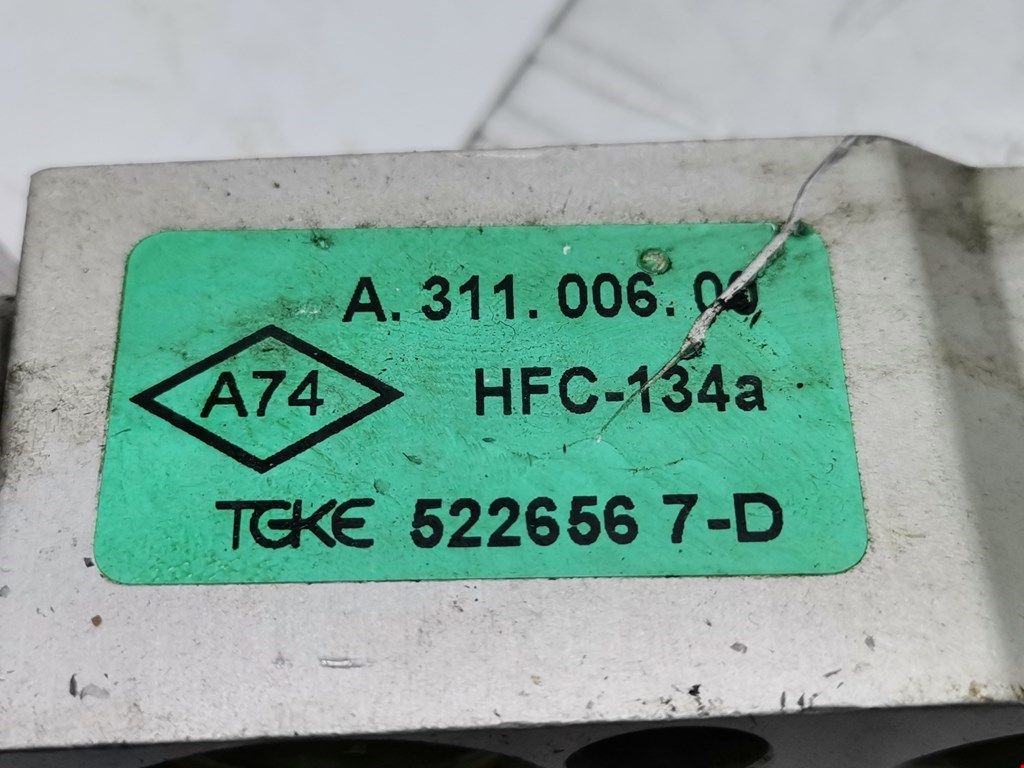 A. 311. 006. 00
A74
HFC-134a
TGKE 522656 7-D